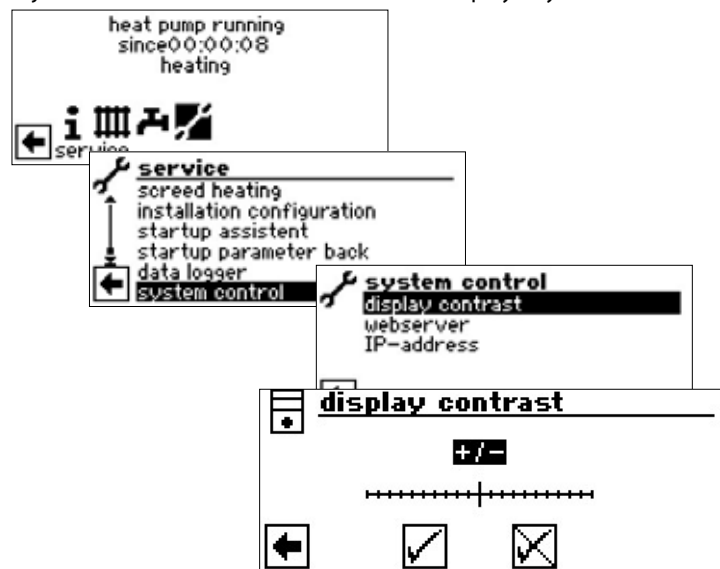 heat pump running
since00:00:08
heating
service
service
screed heating
installation configuration
startup assistent
startup parameter back
data logger
system control
system control
display contrast
webserver
IP-address
display contrast
+/-